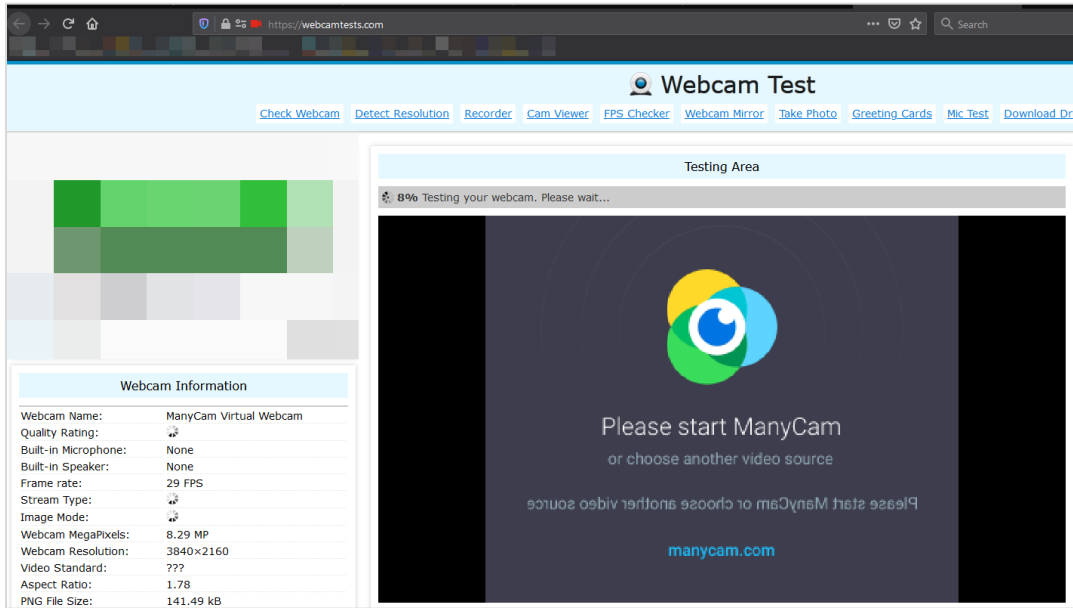 https://webcamtests.com
Search
Webcam Test
Check Webcam Detect Resolution Recorder Cam Viewer FPS Checker Webcam Mirror Take Photo Greeting Cards Mic Test Download Dr
Testing Area
8% Testing your webcam. Please wait...
Please start ManyCam
or choose another video source
Please start ManyCam or choose another video source
manycam.com
Webcam Information
Webcam Name: ManyCam Virtual Webcam
Quality Rating:
Built-in Microphone: None
Built-in Speaker: None
Frame rate: 29 FPS
Stream Type:
Image Mode:
Webcam MegaPixels: 8.29 MP
Webcam Resolution: 3840×2160
Video Standard: ???
Aspect Ratio: 1.78
PNG File Size: 141.49 kB